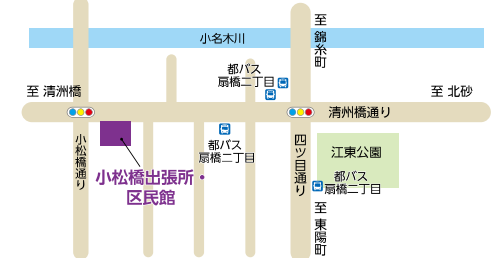 至 錦糸町
小名木川
都バス
扇橋二丁目
至 清洲橋
至 北砂
清州橋通り
小松橋通り
都バス
扇橋二丁目
四ツ目通り
江東公園
小松橋出張所・
区民館
都バス
扇橋二丁目
至 東陽町